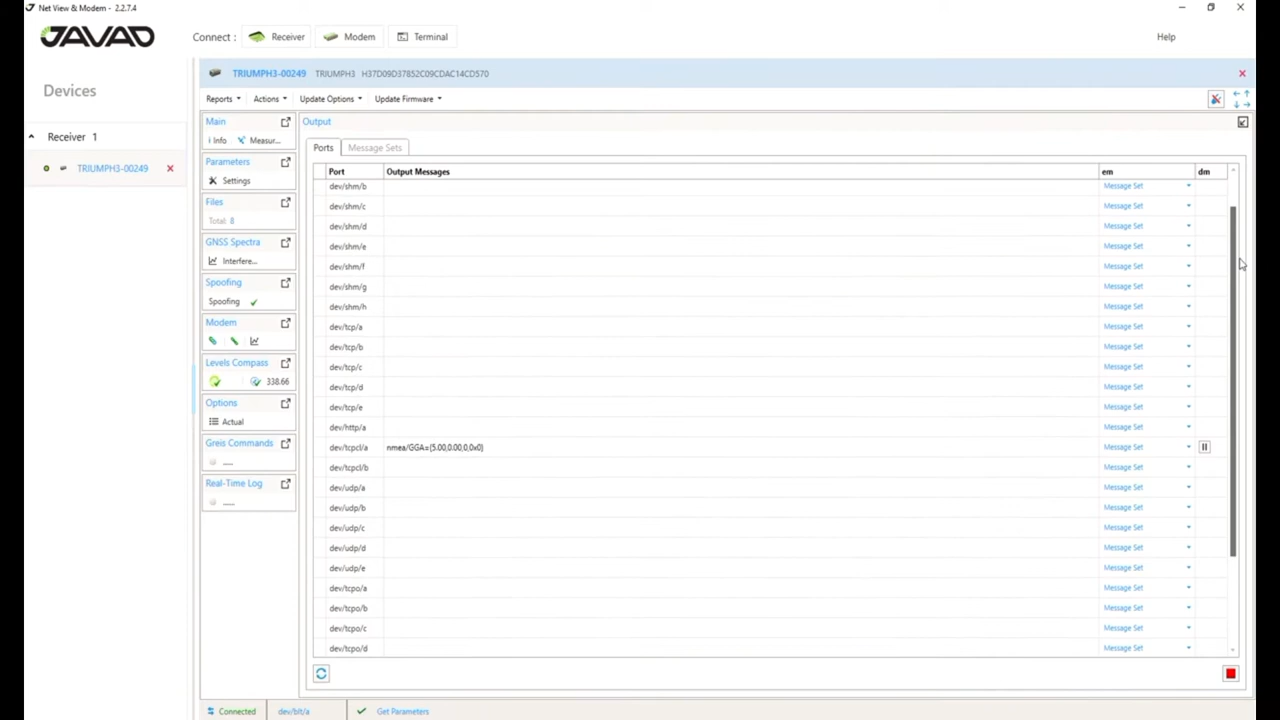 Net View & Modem - 2.2.7.4
JAVAD
Connect :
Receiver
Modem
Terminal
Help
Devices
Receiver 1
TRIUMPH3-00249
TRIUMPH3-00249 TRIUMPH3 H37D09D37852C09CDAC14CD570
Reports
Actions
Update Options
Update Firmware
Main
Info
Measur...
Parameters
Settings
Files
Total: 8
GNSS Spectra
Interfere...
Spoofing
Spoofing
Modem
Levels Compass
338.66
Options
Actual
Greis Commands
.....
Real-Time Log
......
Output
Ports
Message Sets
Port Output Messages em dm
dev/shm/b Message Set
dev/shm/c Message Set
dev/shm/d Message Set
dev/shm/e Message Set
dev/shm/f Message Set
dev/shm/g Message Set
dev/shm/h Message Set
dev/tcp/a Message Set
dev/tcp/b Message Set
dev/tcp/c Message Set
dev/tcp/d Message Set
dev/tcp/e Message Set
dev/http/a Message Set
dev/tcpcl/a nmea/GGA={5.00,0.00,0,0x0} Message Set
dev/tcpcl/b Message Set
dev/udp/a Message Set
dev/udp/b Message Set
dev/udp/c Message Set
dev/udp/d Message Set
dev/udp/e Message Set
dev/tcpo/a Message Set
dev/tcpo/b Message Set
dev/tcpo/c Message Set
dev/tcpo/d Message Set
Connected
dev/blt/a
Get Parameters